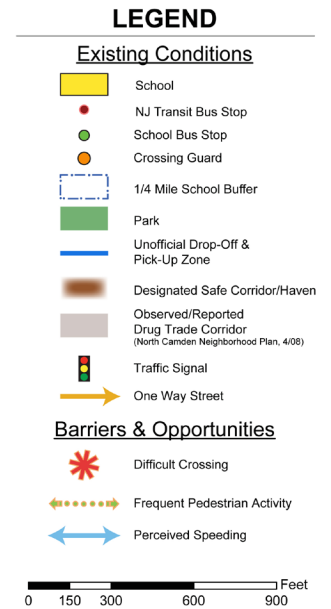 LEGEND
Existing Conditions
School
NJ Transit Bus Stop
School Bus Stop
Crossing Guard
1/4 Mile School Buffer
Park
Unofficial Drop-Off &
Pick-Up Zone
Designated Safe Corridor/Haven
Observed/Reported
Drug Trade Corridor
(North Camden Neighborhood Plan, 4/08)
Traffic Signal
One Way Street
Barriers & Opportunities
Difficult Crossing
Frequent Pedestrian Activity
Perceived Speeding
Feet
0 150 300 600 900